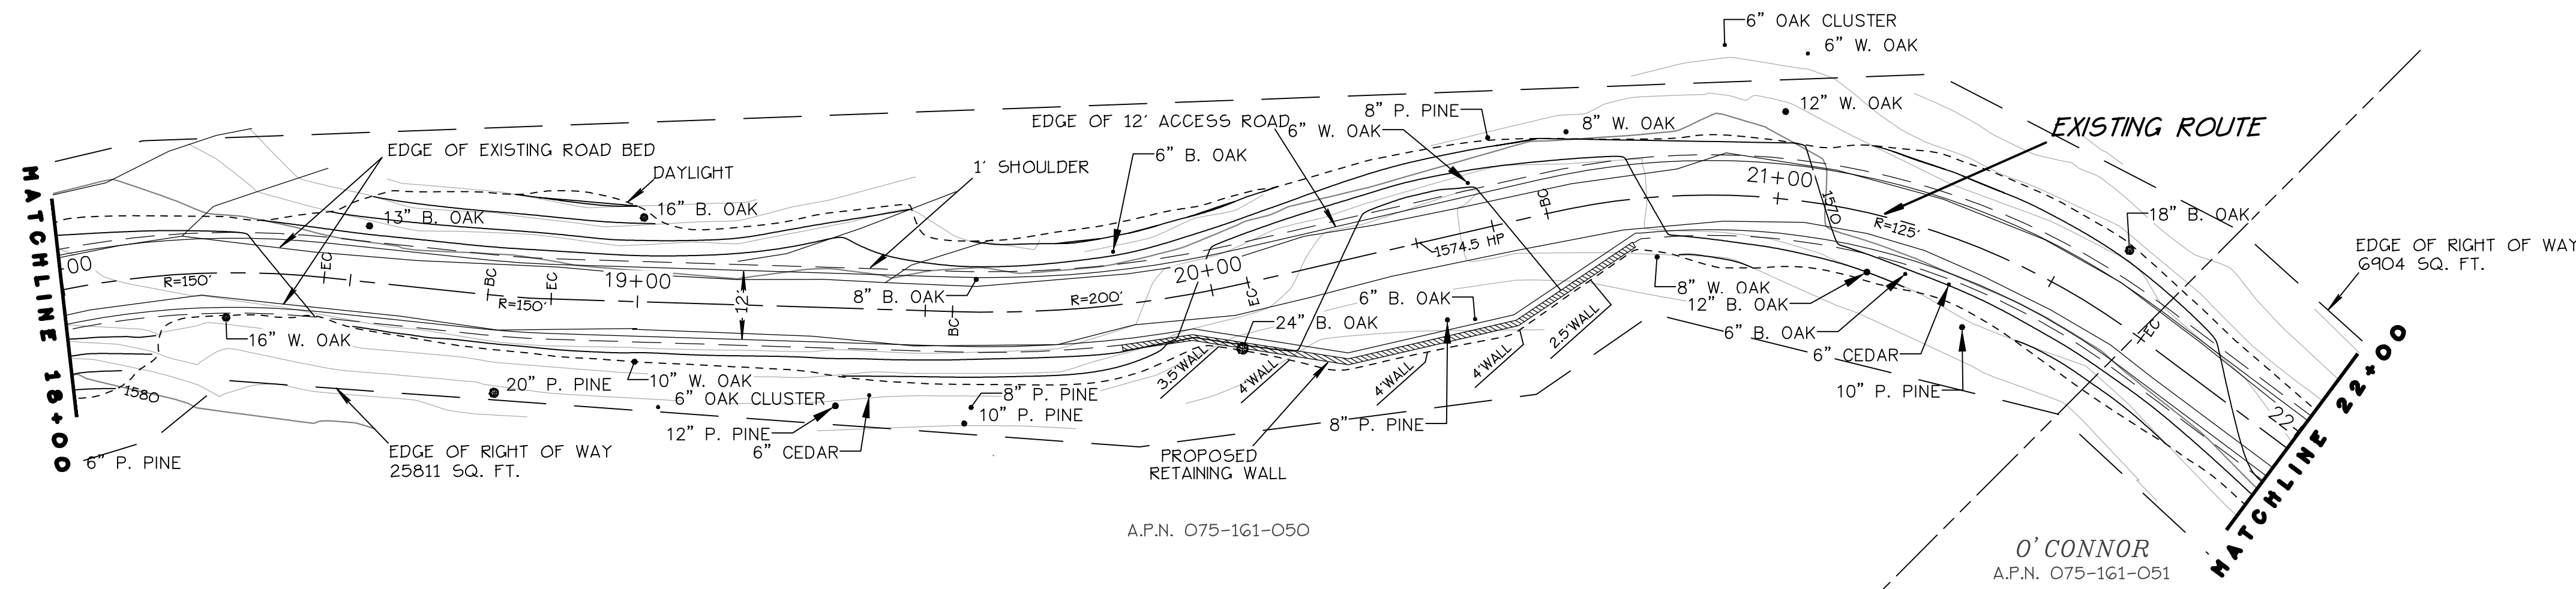 6” OAK CLUSTER
6” W. OAK
12” W. OAK
8” P. PINE
8” W. OAK
EDGE OF 12’ ACCESS ROAD
6” W. OAK
EXISTING ROUTE
EDGE OF EXISTING ROAD BED
6” B. OAK
1’ SHOULDER
DAYLIGHT
16” B. OAK
13” B. OAK
21+00
1570
R=125’
18” B. OAK
BC
1574.5 HP
EDGE OF RIGHT OF WAY
6904 SQ. FT.
MATCHLINE 18+00
00
R=150’
EC
BC
EC
R=150’
19+00
12’
8” B. OAK
BC
R=200’
20+00
EC
6” B. OAK
24” B. OAK
8” W. OAK
12” B. OAK
6” B. OAK
6” CEDAR
10” P. PINE
EC
22
MATCHLINE 22+00
16” W. OAK
1580
20” P. PINE
10” W. OAK
6” OAK CLUSTER
12” P. PINE
6” CEDAR
8” P. PINE
10” P. PINE
3.5’WALL
4’WALL
4’WALL
4’WALL
2.5’WALL
8” P. PINE
6” P. PINE
EDGE OF RIGHT OF WAY
25811 SQ. FT.
PROPOSED
RETAINING WALL
A.P.N. 075-161-050
O’ CONNOR
A.P.N. 075-161-051